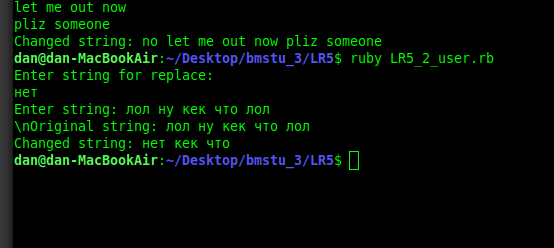 let me out now
pliz someone
Changed string: no let me out now pliz someone
dan@dan-MacBookAir:~/Desktop/bmstu_3/LR5$ ruby LR5_2_user.rb
Enter string for replace:
нет
Enter string: лол ну кек что лол
\nOriginal string: лол ну кек что лол
Changed string: нет кек что
dan@dan-MacBookAir:~/Desktop/bmstu_3/LR5$